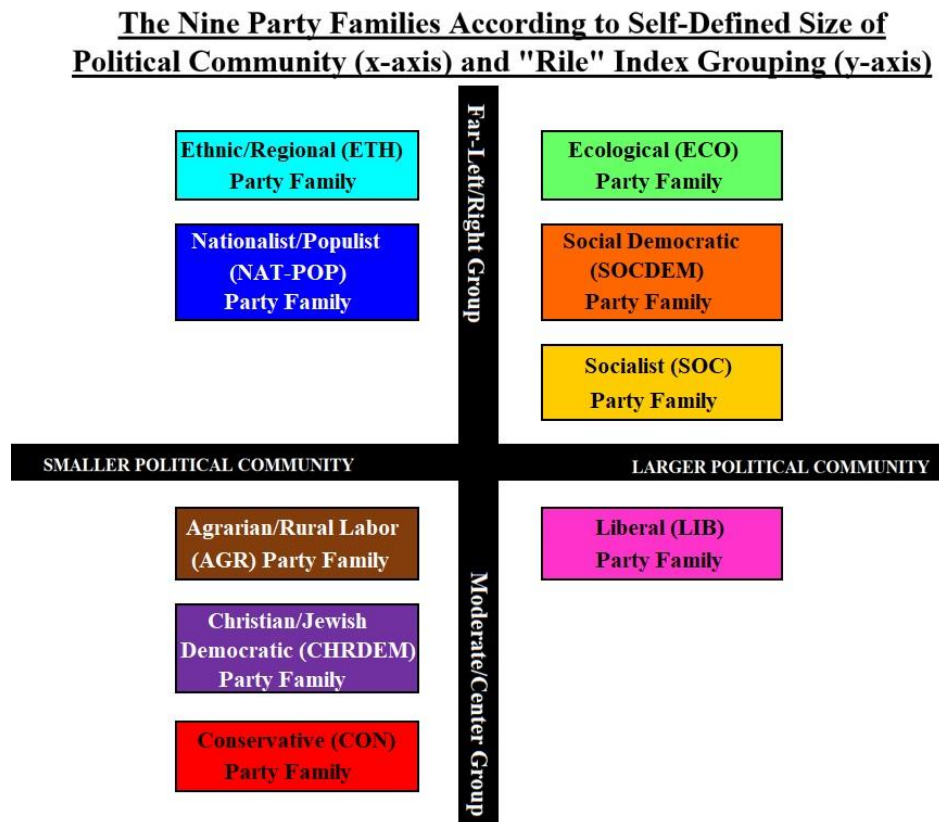 The Nine Party Families According to Self-Defined Size of
Political Community (x-axis) and "Rile" Index Grouping (y-axis)
Far-Left/Right Group
Ethnic/Regional (ETH)
Party Family
Ecological (ECO)
Party Family
Nationalist/Populist
(NAT-POP)
Party Family
Social Democratic
(SOCDEM)
Party Family
Socialist (SOC)
Party Family
SMALLER POLITICAL COMMUNITY
LARGER POLITICAL COMMUNITY
Moderate/Center Group
Agrarian/Rural Labor
(AGR) Party Family
Liberal (LIB)
Party Family
Christian/Jewish
Democratic (CHRDEM)
Party Family
Conservative (CON)
Party Family